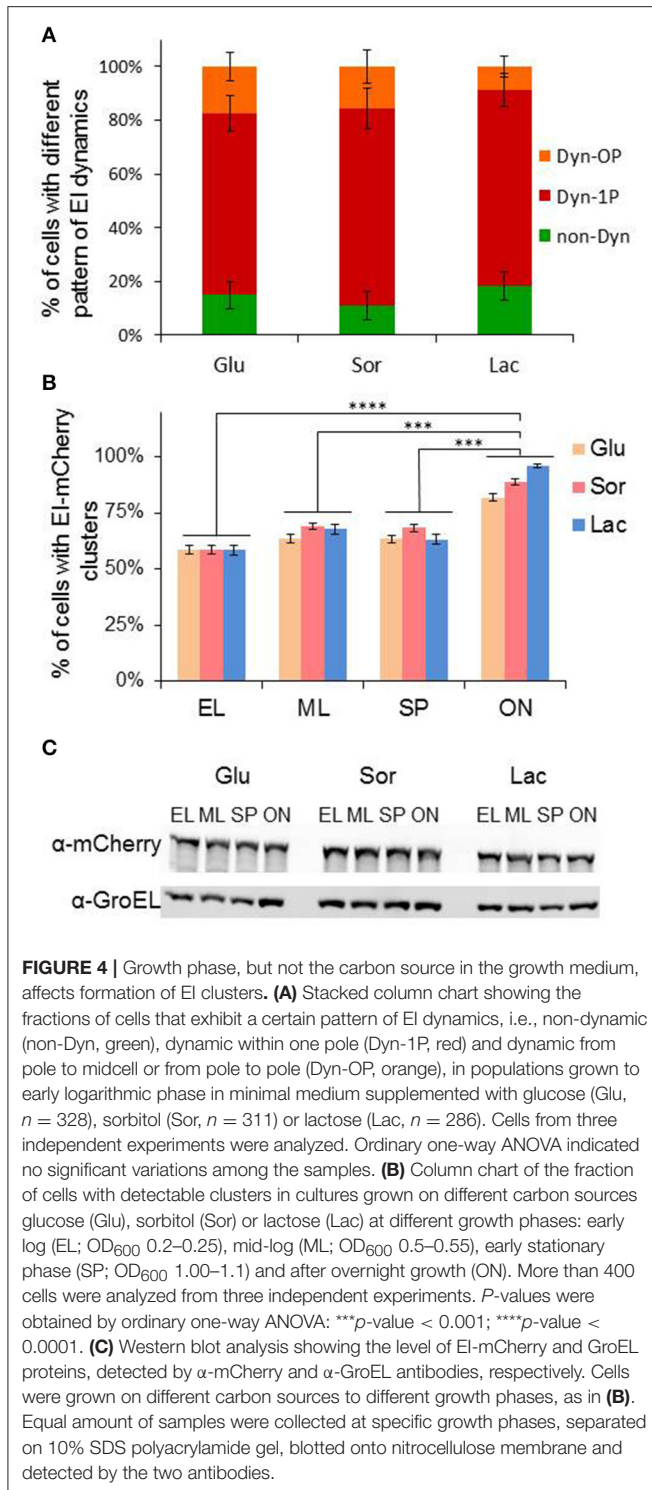 A
% of cells with different
pattern of EI dynamics
100%
80%
60%
40%
20%
0%
Dyn-OP
Dyn-1P
non-Dyn
Glu Sor Lac
B
% of cells with EI-mCherry
clusters
****
***
***
100%
75%
50%
25%
0%
Glu
Sor
Lac
EL ML SP ON
C
Glu Sor Lac
EL ML SP ON EL ML SP ON EL ML SP ON
α-mCherry
α-GroEL
FIGURE 4 | Growth phase, but not the carbon source in the growth medium,
affects formation of EI clusters. (A) Stacked column chart showing the
fractions of cells that exhibit a certain pattern of EI dynamics, i.e., non-dynamic
(non-Dyn, green), dynamic within one pole (Dyn-1P, red) and dynamic from
pole to midcell or from pole to pole (Dyn-OP, orange), in populations grown to
early logarithmic phase in minimal medium supplemented with glucose (Glu,
n = 328), sorbitol (Sor, n = 311) or lactose (Lac, n = 286). Cells from three
independent experiments were analyzed. Ordinary one-way ANOVA indicated
no significant variations among the samples. (B) Column chart of the fraction
of cells with detectable clusters in cultures grown on different carbon sources
glucose (Glu), sorbitol (Sor) or lactose (Lac) at different growth phases: early
log (EL; OD600 0.2–0.25), mid-log (ML; OD600 0.5–0.55), early stationary
phase (SP; OD600 1.00–1.1) and after overnight growth (ON). More than 400
cells were analyzed from three independent experiments. P-values were
obtained by ordinary one-way ANOVA: ***p-value < 0.001; ****p-value <
0.0001. (C) Western blot analysis showing the level of EI-mCherry and GroEL
proteins, detected by α-mCherry and α-GroEL antibodies, respectively. Cells
were grown on different carbon sources to different growth phases, as in (B).
Equal amount of samples were collected at specific growth phases, separated
on 10% SDS polyacrylamide gel, blotted onto nitrocellulose membrane and
detected by the two antibodies.